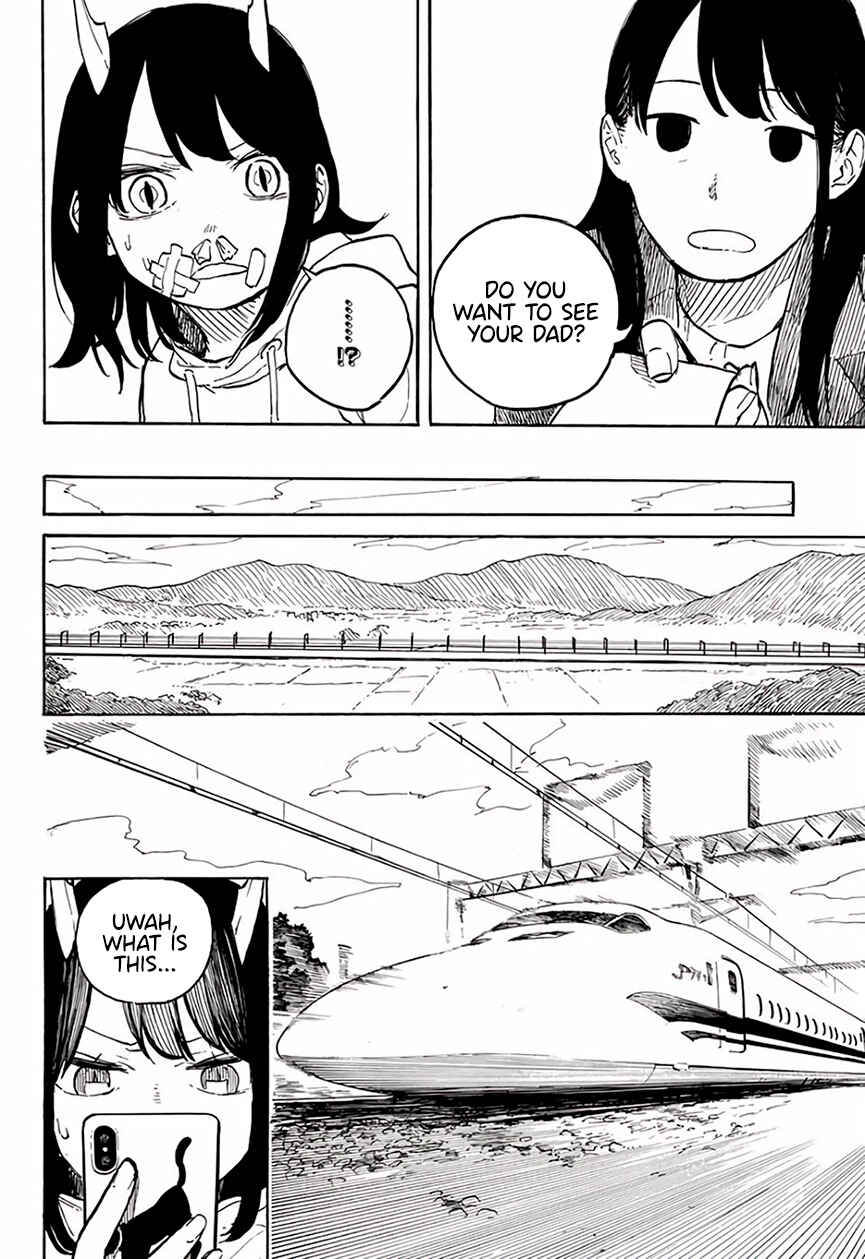 DO YOU
WANT TO SEE
YOUR DAD?
......
!?
UWAH,
WHAT IS
THIS...